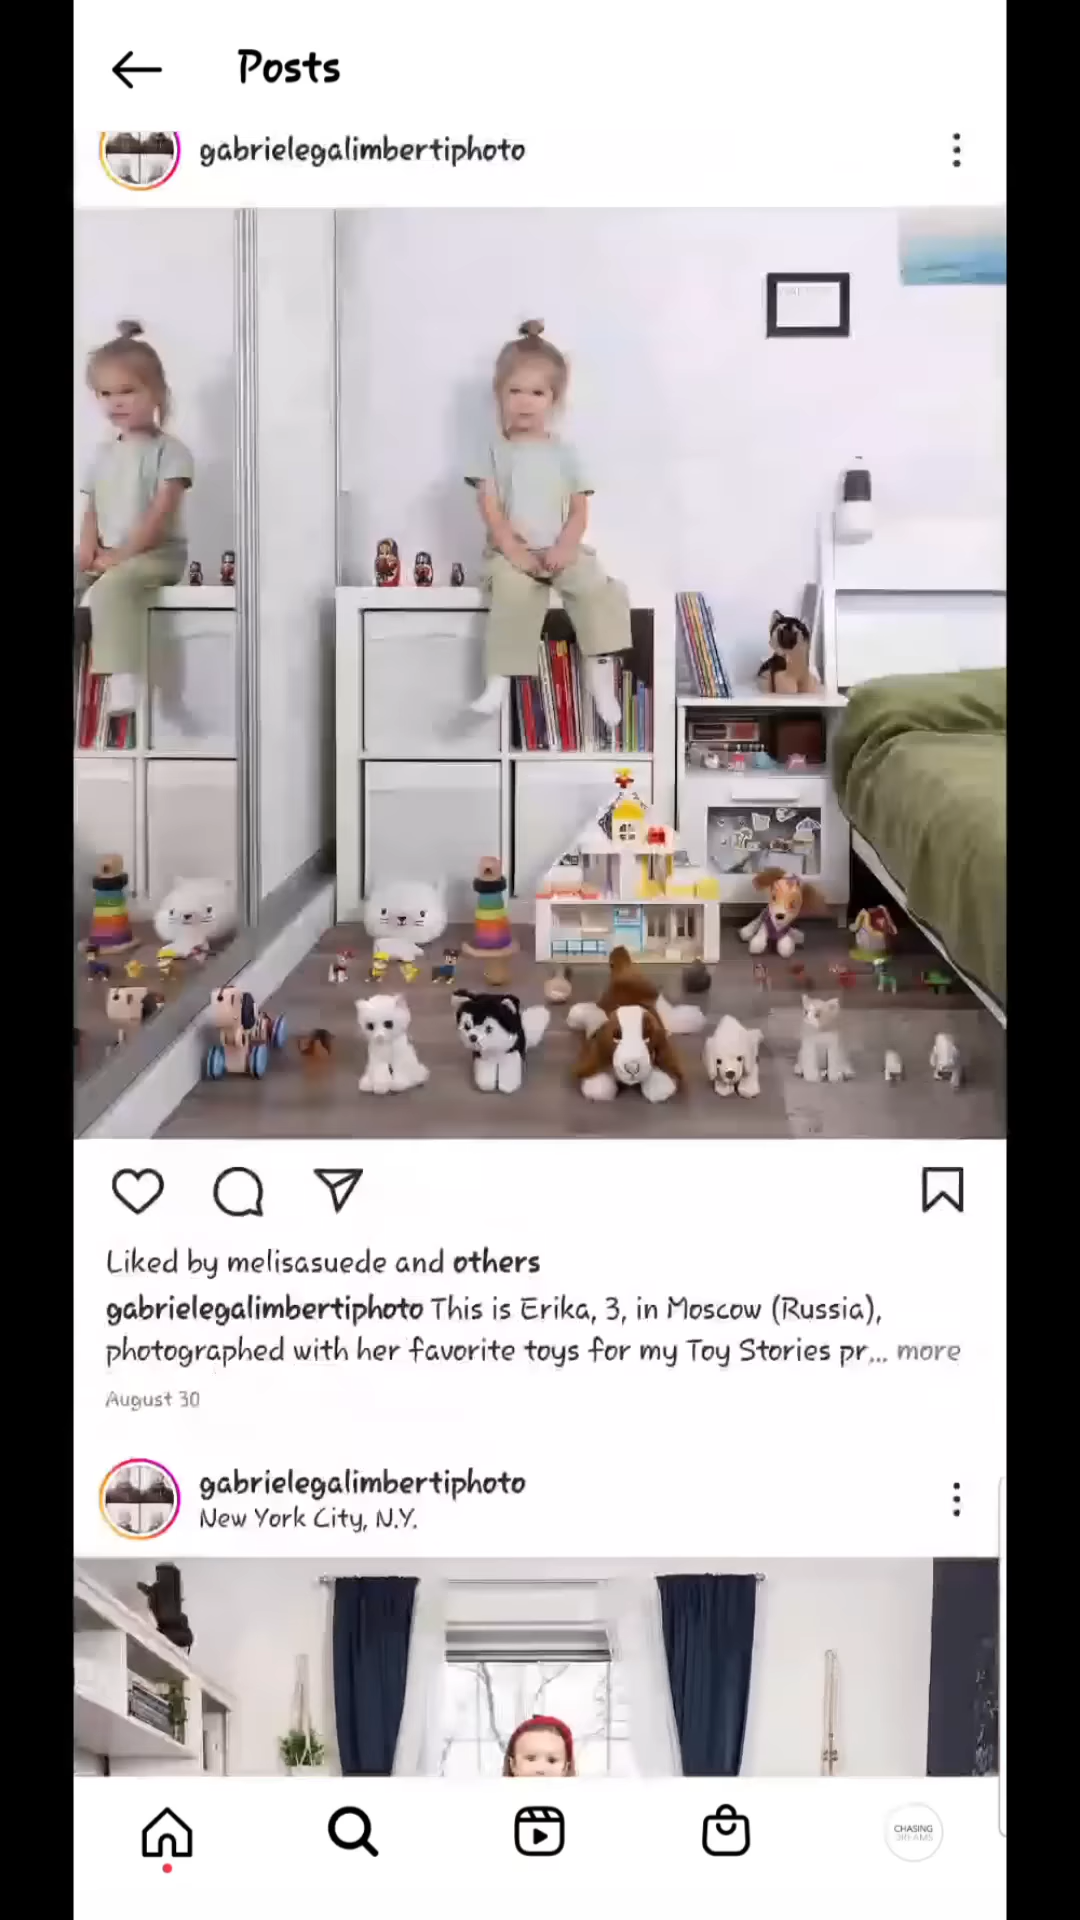 Posts
gabrielegalimbertiphoto
Liked by melisasuede and others
gabrielegalimbertiphoto This is Erika, 3, in Moscow (Russia),
photographed with her favorite toys for my Toy Stories pr... more
August 30
gabrielegalimbertiphoto
New York City, N.Y.
CHASING